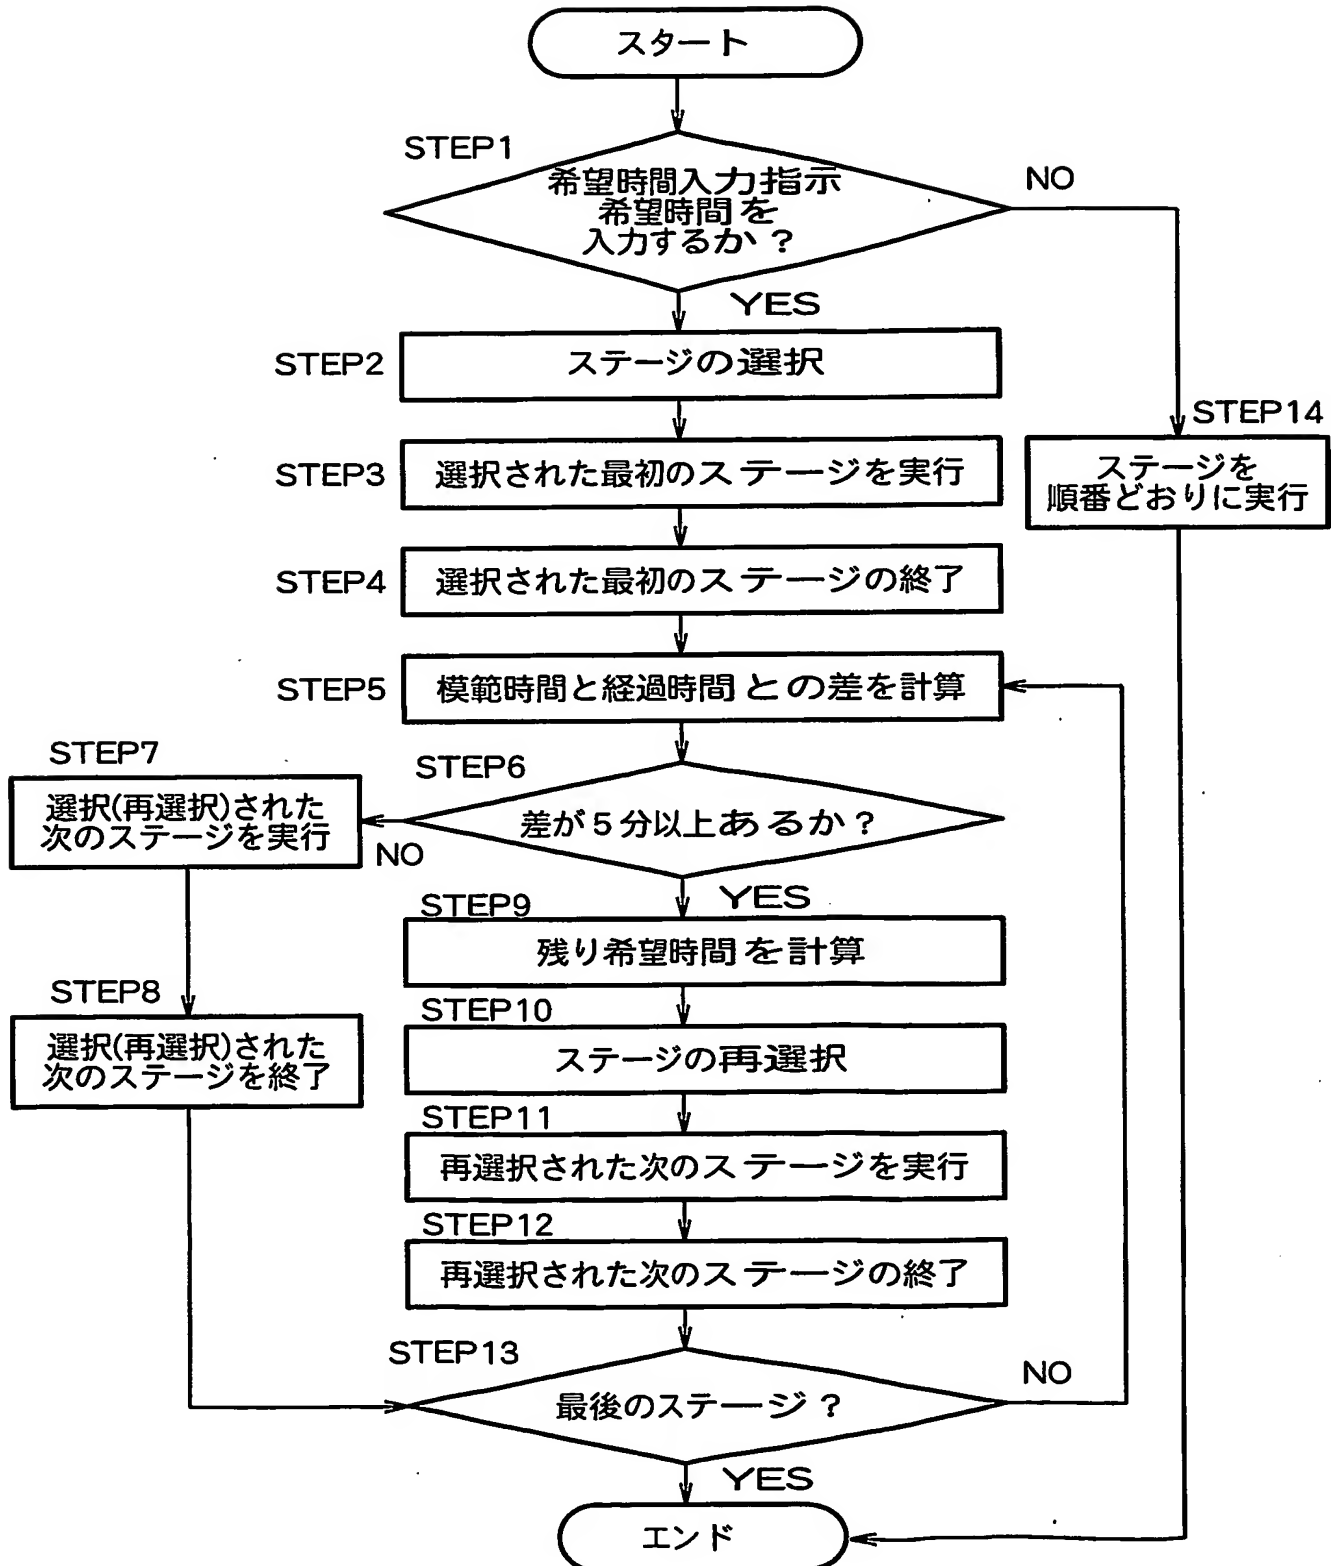 スタート
STEP1
希望時間入力指示
希望時間を
入力するか？
NO
YES
STEP2
ステージの選択
STEP14
ステージを
順番どおりに実行
STEP3
選択された最初のステージを実行
STEP4
選択された最初のステージの終了
STEP5
模範時間と経過時間との差を計算
STEP6
差が5分以上あるか？
NO
YES
STEP7
選択(再選択)された
次のステージを実行
STEP8
選択(再選択)された
次のステージを終了
STEP9
残り希望時間を計算
STEP10
ステージの再選択
STEP11
再選択された次のステージを実行
STEP12
再選択された次のステージの終了
STEP13
最後のステージ？
NO
YES
エンド